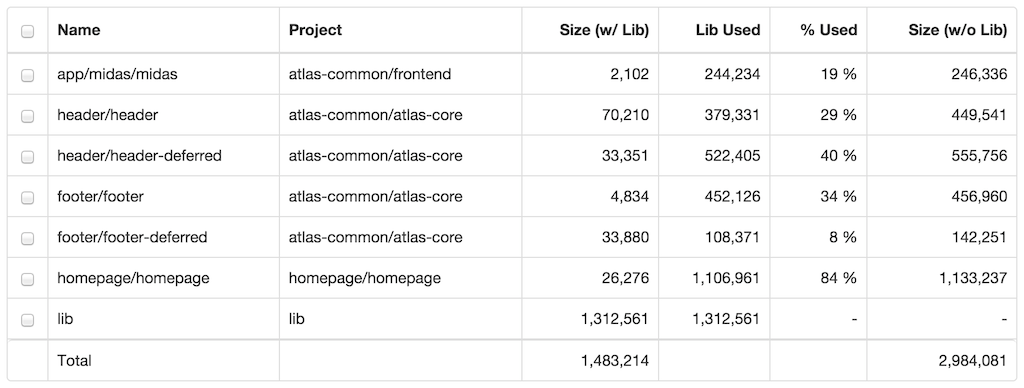 Name Project Size (w/ Lib) Lib Used % Used Size (w/o Lib)
app/midas/midas atlas-common/frontend 2,102 244,234 19 % 246,336
header/header atlas-common/atlas-core 70,210 379,331 29 % 449,541
header/header-deferred atlas-common/atlas-core 33,351 522,405 40 % 555,756
footer/footer atlas-common/atlas-core 4,834 452,126 34 % 456,960
footer/footer-deferred atlas-common/atlas-core 33,880 108,371 8 % 142,251
homepage/homepage homepage/homepage 26,276 1,106,961 84 % 1,133,237
lib lib 1,312,561 1,312,561 - -
Total 1,483,214 2,984,081